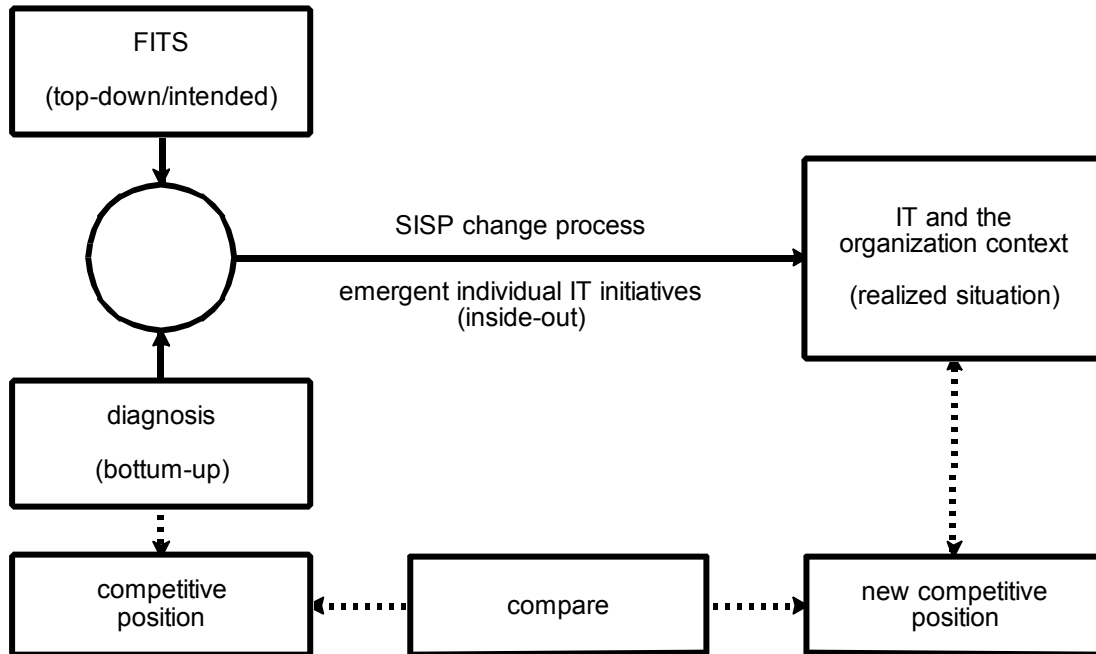 FITS
(top-down/intended)
SISP change process
emergent individual IT initiatives
(inside-out)
IT and the
organization context
(realized situation)
diagnosis
(bottum-up)
competitive
position
compare
new competitive
position